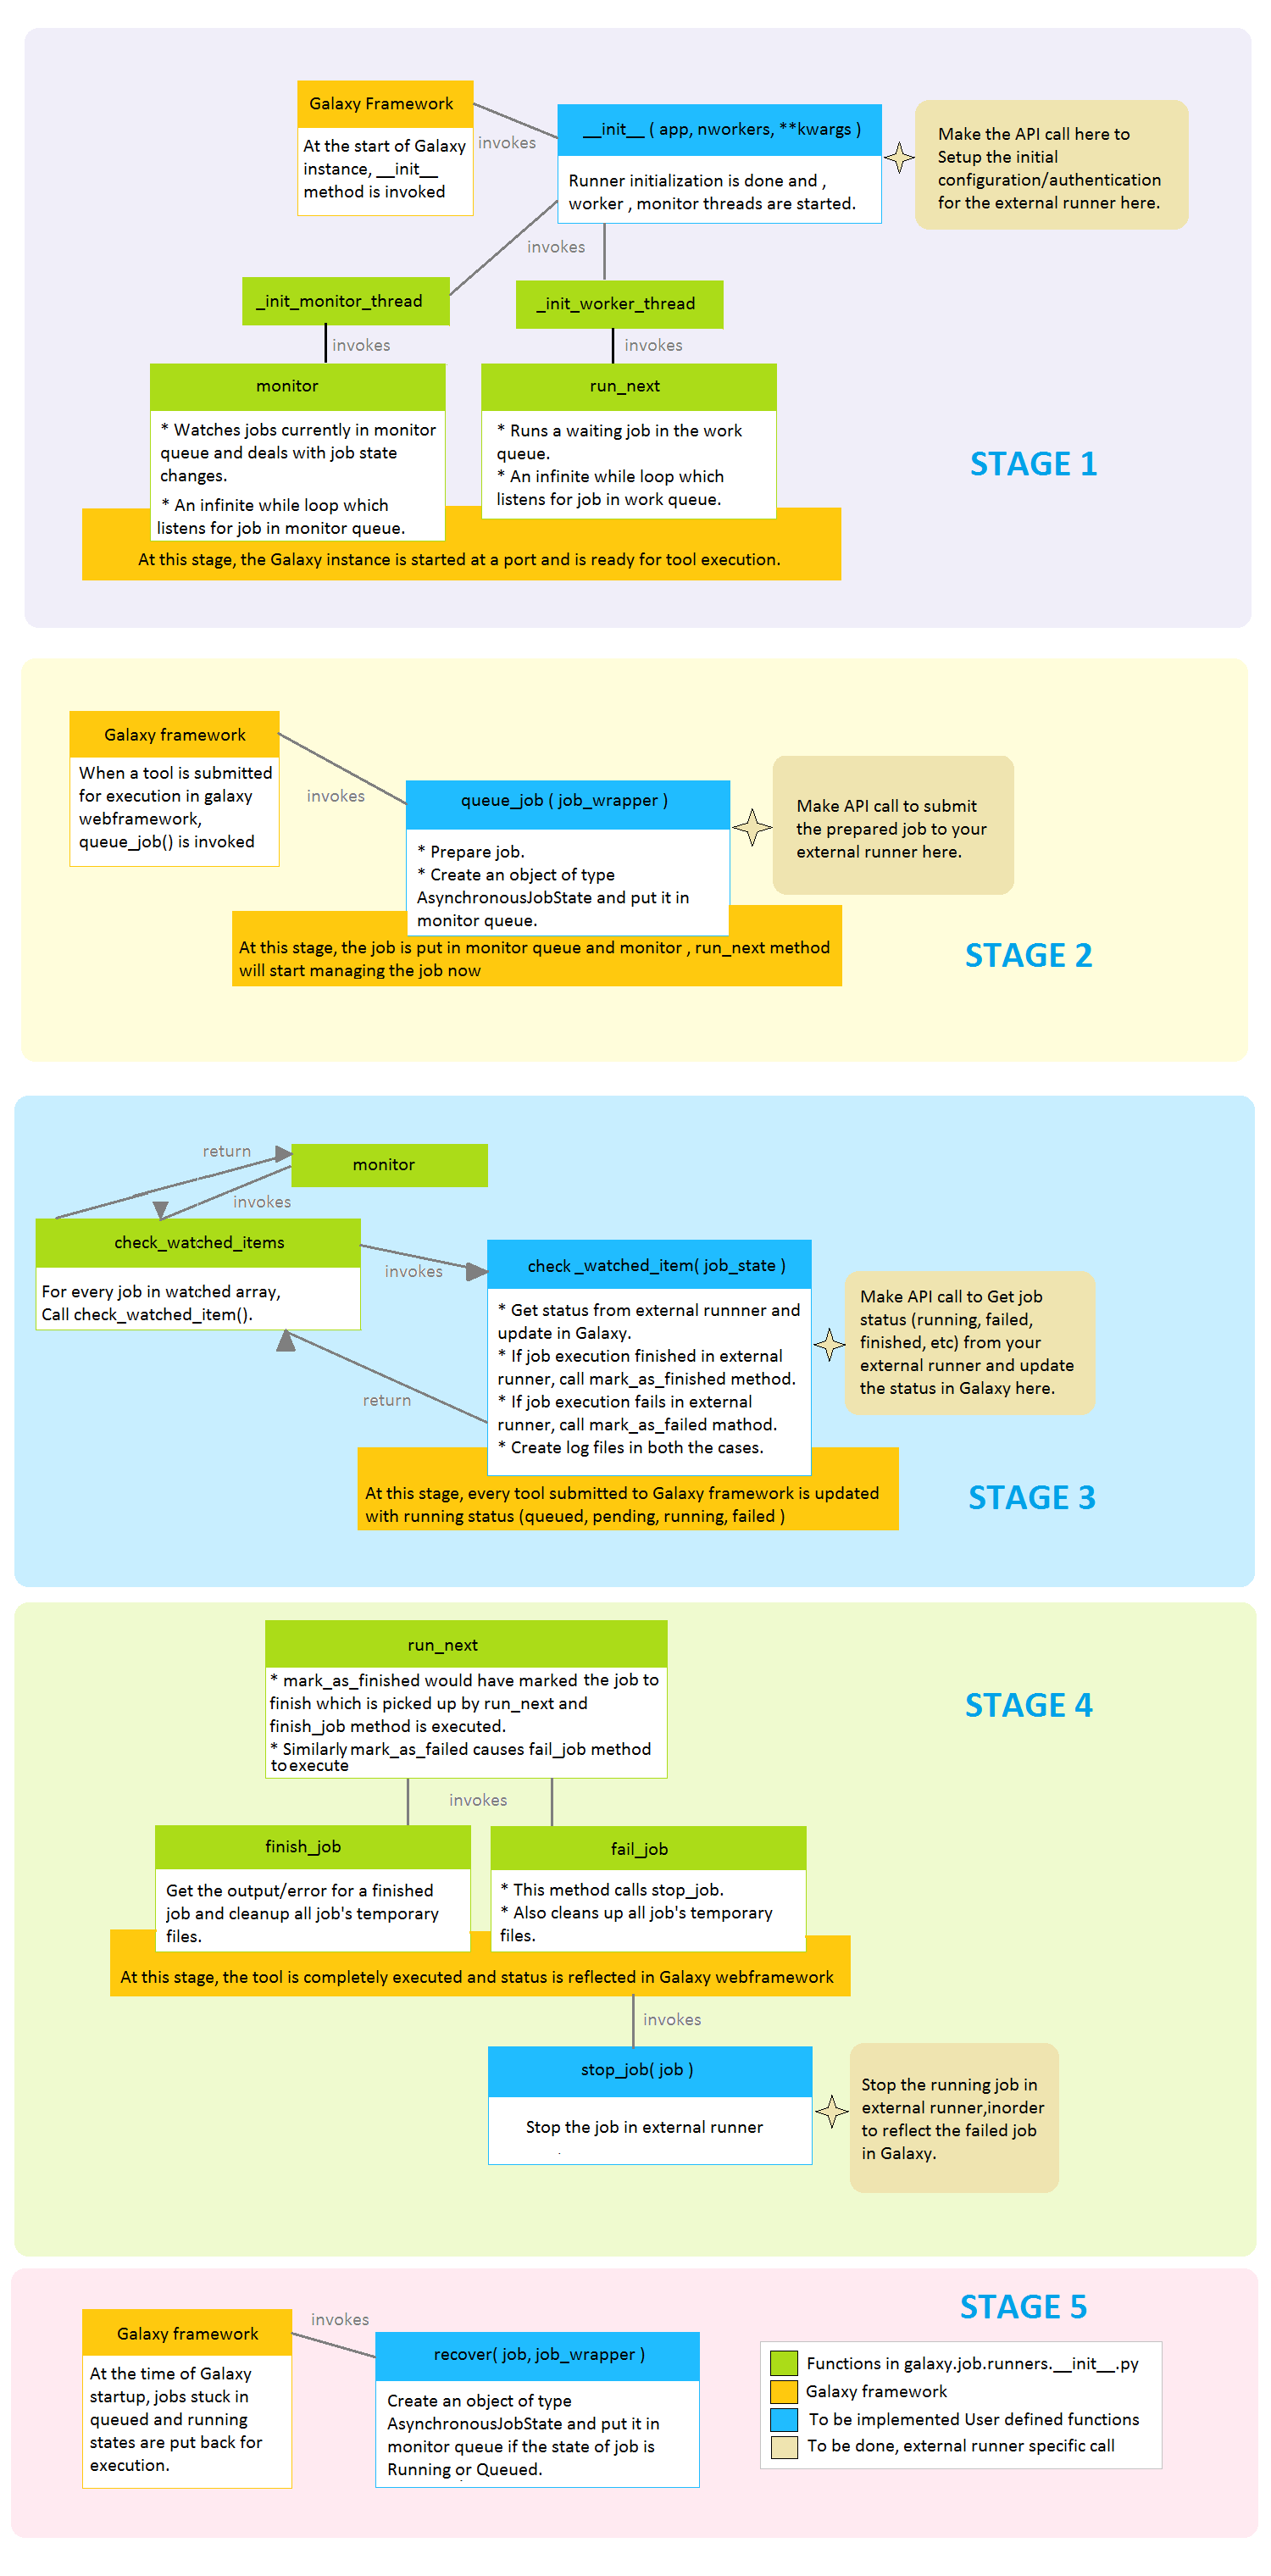 Galaxy Framework
At the start of Galaxy
instance, __init__
method is invoked
invokes
__init__ ( app, nworkers, **kwargs )
Runner initialization is done and ,
worker , monitor threads are started.
Make the API call here to
Setup the initial
configuration/authentication
for the external runner here.
invokes
_init_monitor_thread
_init_worker_thread
invokes
invokes
monitor
* Watches jobs currently in monitor
queue and deals with job state
changes.
* An infinite while loop which
listens for job in monitor queue.
run_next
* Runs a waiting job in the work
queue.
* An infinite while loop which
listens for job in work queue.
STAGE 1
At this stage, the Galaxy instance is started at a port and is ready for tool execution.
Galaxy framework
When a tool is submitted
for execution in galaxy
webframework,
queue_job() is invoked
invokes
queue_job ( job_wrapper )
* Prepare job.
* Create an object of type
AsynchronousJobState and put it in
monitor queue.
Make API call to submit
the prepared job to your
external runner here.
At this stage, the job is put in monitor queue and monitor , run_next method
will start managing the job now
STAGE 2
return
monitor
invokes
check_watched_items
For every job in watched array,
Call check_watched_item().
invokes
check _watched_item( job_state )
* Get status from external runnner and
update in Galaxy.
* If job execution finished in external
runner, call mark_as_finished method.
* If job execution fails in external
runner, call mark_as_failed mathod.
* Create log files in both the cases.
return
Make API call to Get job
status (running, failed,
finished, etc) from your
external runner and update
the status in Galaxy here.
At this stage, every tool submitted to Galaxy framework is updated
with running status (queued, pending, running, failed )
STAGE 3
run_next
* mark_as_finished would have marked the job to
finish which is picked up by run_next and
finish_job method is executed.
* Similarly mark_as_failed causes fail_job method
to execute
STAGE 4
invokes
finish_job
Get the output/error for a finished
job and cleanup all job's temporary
files.
fail_job
* This method calls stop_job.
* Also cleans up all job's temporary
files.
At this stage, the tool is completely executed and status is reflected in Galaxy webframework
invokes
stop_job( job )
Stop the job in external runner
Stop the running job in
external runner,inorder
to reflect the failed job
in Galaxy.
STAGE 5
Galaxy framework
At the time of Galaxy
startup, jobs stuck in
queued and running
states are put back for
execution.
invokes
recover( job, job_wrapper )
Create an object of type
AsynchronousJobState and put it in
monitor queue if the state of job is
Running or Queued.
Functions in galaxy.job.runners.__init__.py
Galaxy framework
To be implemented User defined functions
To be done, external runner specific call